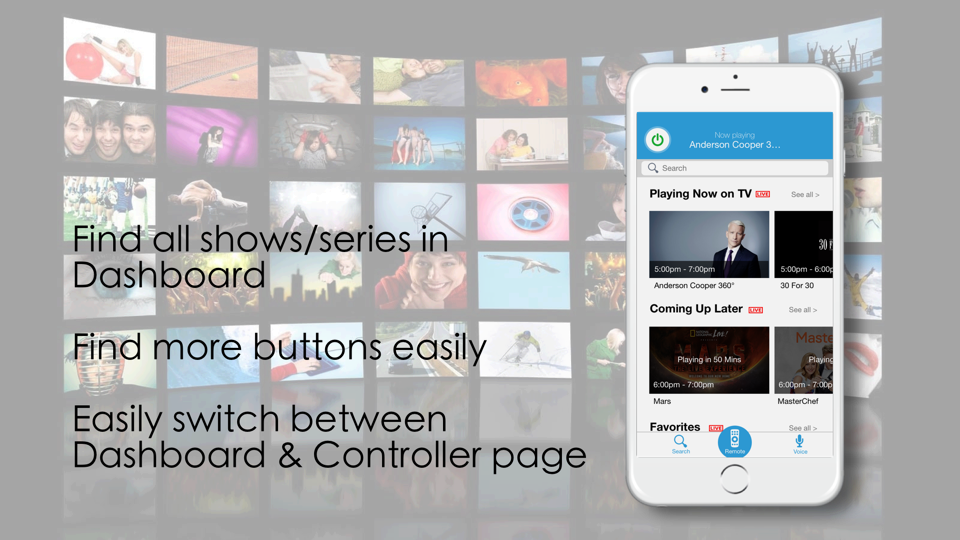 Find all shows/series in
Dashboard
Find more buttons easily
Easily switch between
Dashboard & Controller page
Now playing
Anderson Cooper 3...
Search
Playing Now on TV LIVE See all >
5:00pm - 7:00pm
5:00pm - 6:00p
Anderson Cooper 360°
30 For 30
Coming Up Later LIVE See all >
Playing in 50 Mins
Playing
6:00pm - 7:00pm
6:00pm - 7:00p
Mars
MasterChef
Favorites LIVE See all >
Search
Remote
Voice